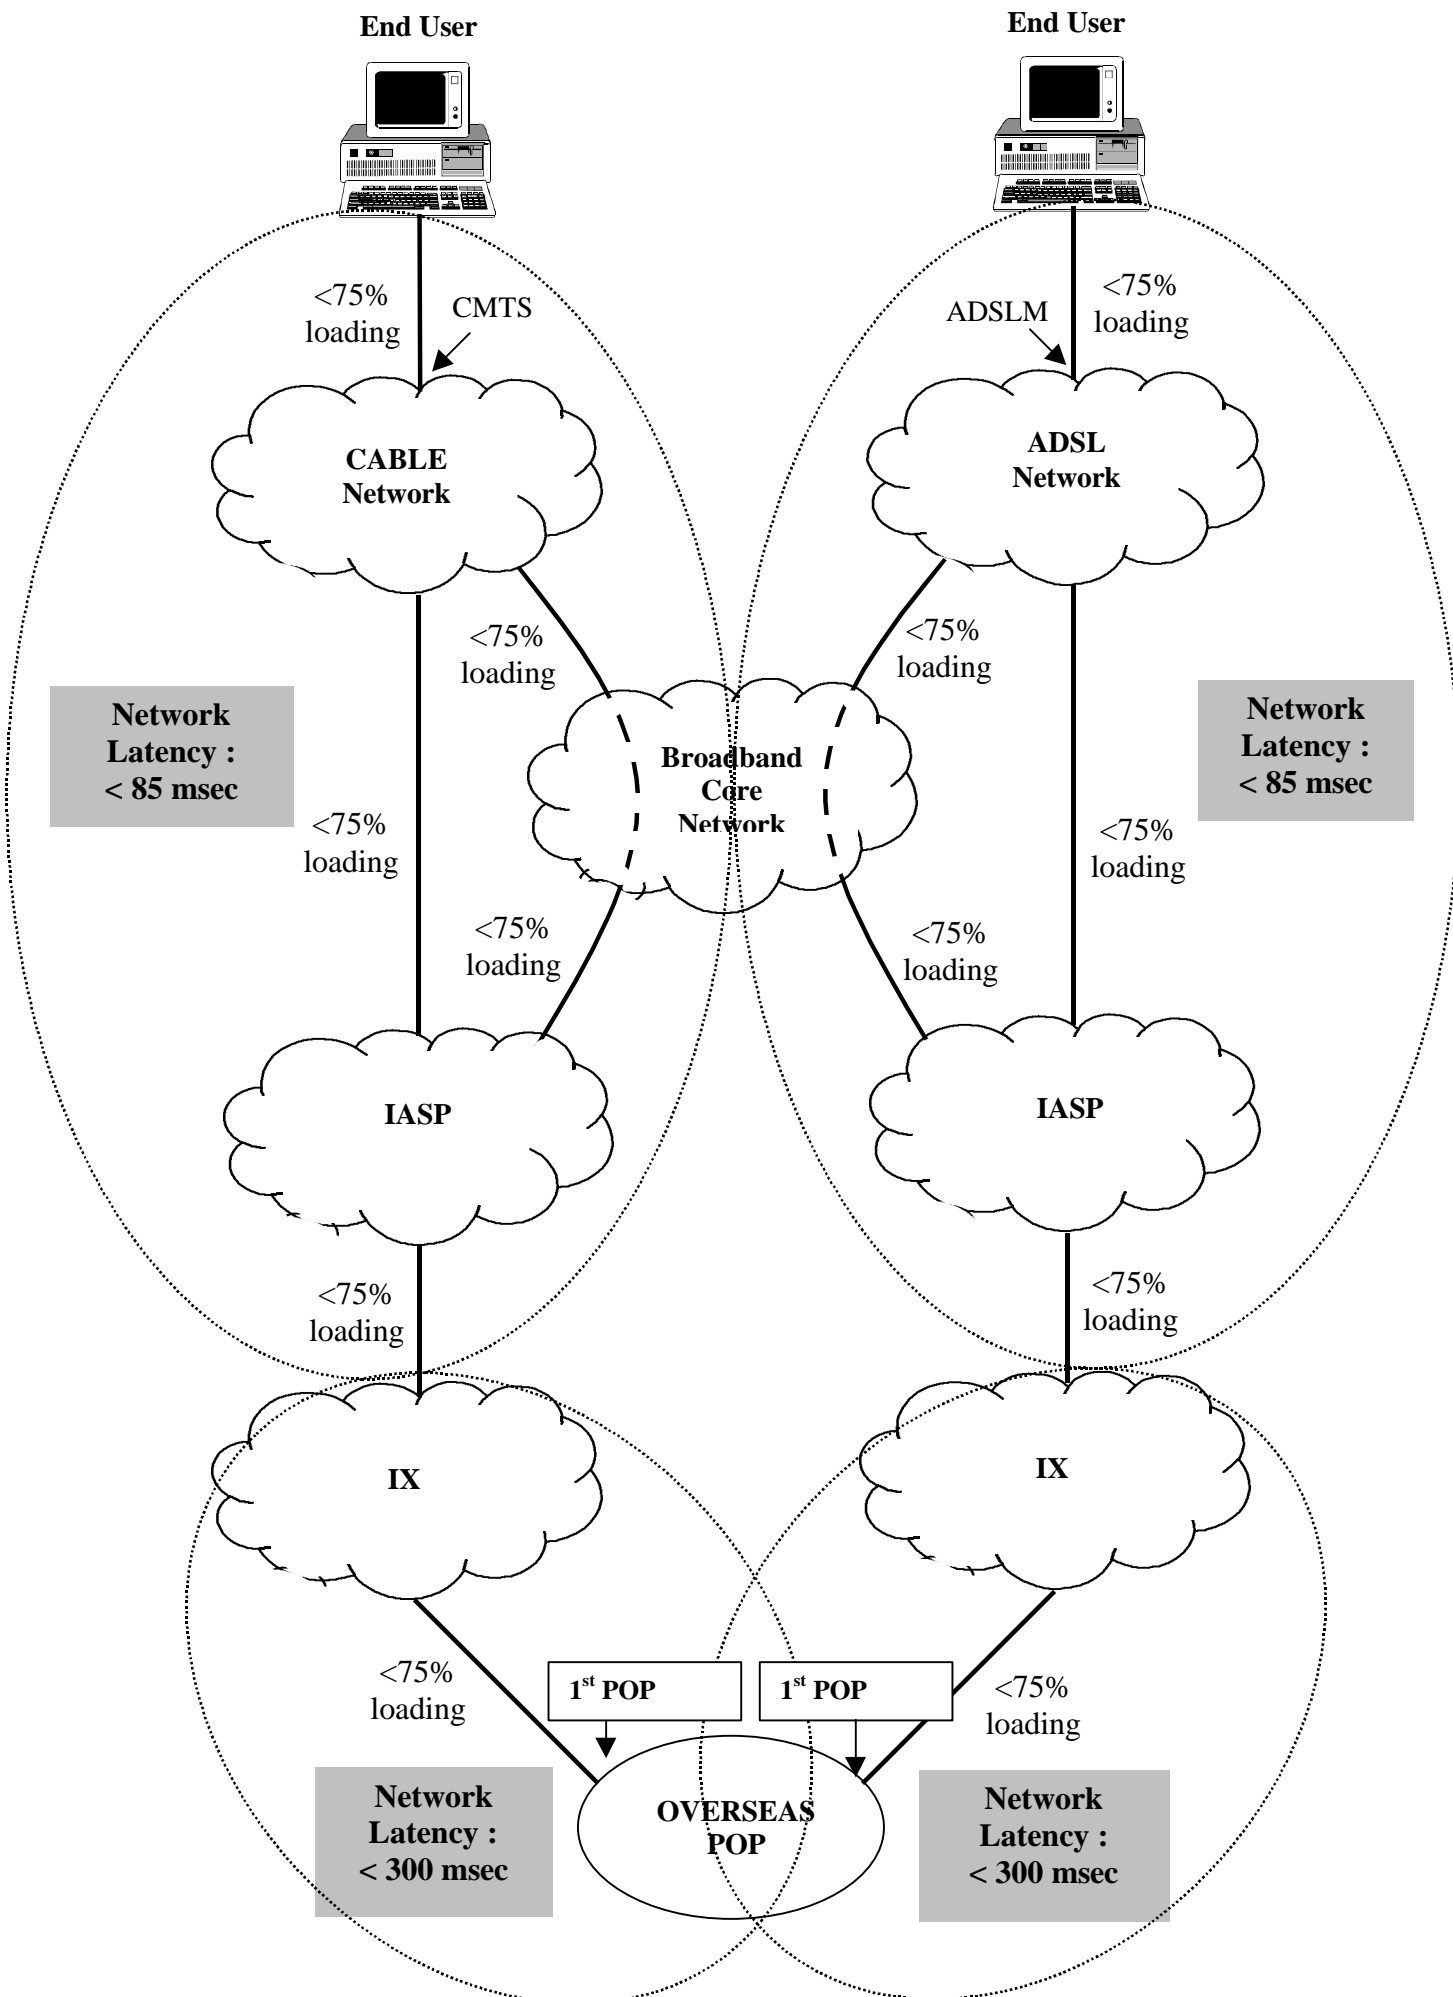 End User
End User
<75%
loading
CMTS
ADSLM
<75%
loading
CABLE
Network
ADSL
Network
<75%
loading
<75%
loading
Network
Latency :
< 85 msec
Broadband
Core
Network
Network
Latency :
< 85 msec
<75%
loading
<75%
loading
<75%
loading
<75%
loading
IASP
IASP
<75%
loading
<75%
loading
IX
IX
<75%
loading
1st POP
1st POP
<75%
loading
Network
Latency :
< 300 msec
OVERSEAS
POP
Network
Latency :
< 300 msec